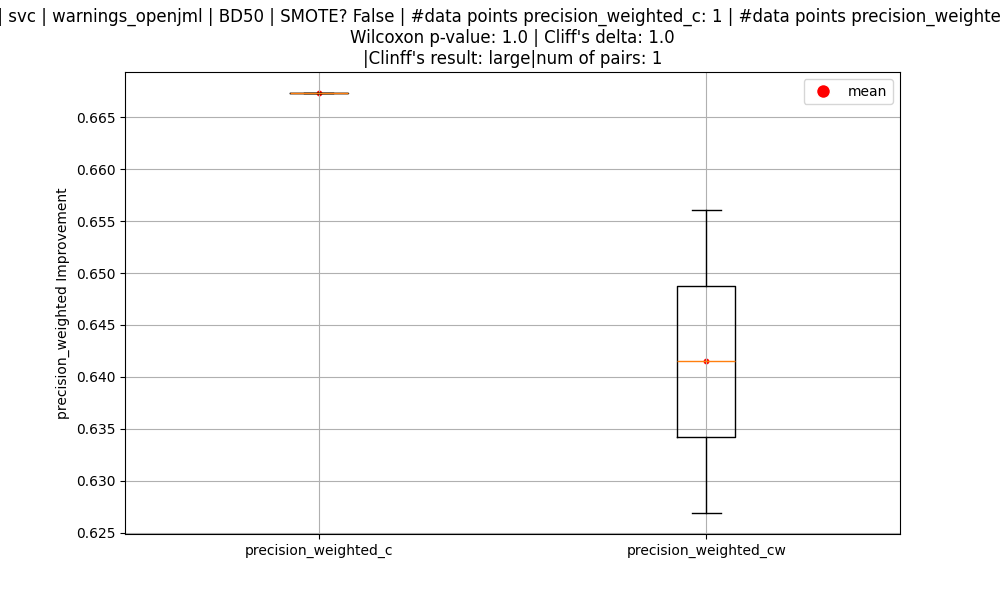 | svc | warnings_openjml | BD50 | SMOTE? False | #data points precision_weighted_c: 1 | #data points precision_weighte
Wilcoxon p-value: 1.0 | Cliff's delta: 1.0
|Clinff's result: large|num of pairs: 1
mean
0.665
0.660
0.655
0.650
0.645
0.640
0.635
0.630
0.625
precision_weighted Improvement
precision_weighted_c
precision_weighted_cw